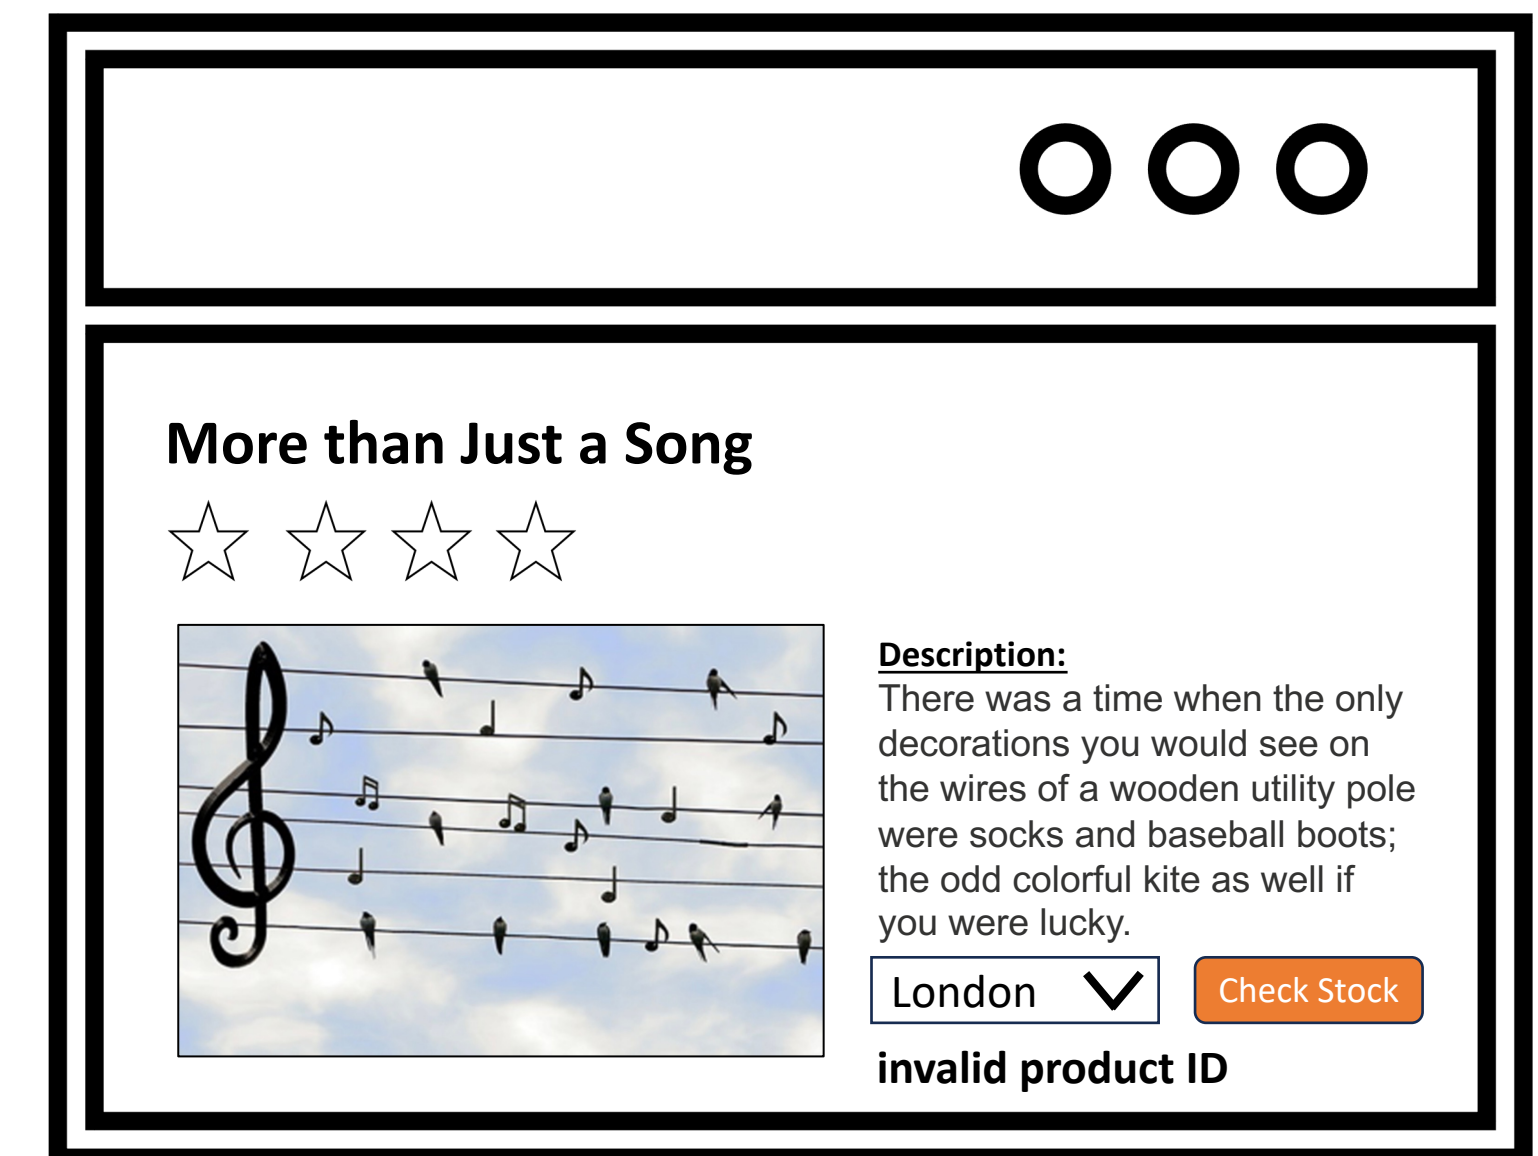 More than Just a Song
Description:
There was a time when the only
decorations you would see on
the wires of a wooden utility pole
were socks and baseball boots;
the odd colorful kite as well if
you were lucky.
London
Check Stock
invalid product ID